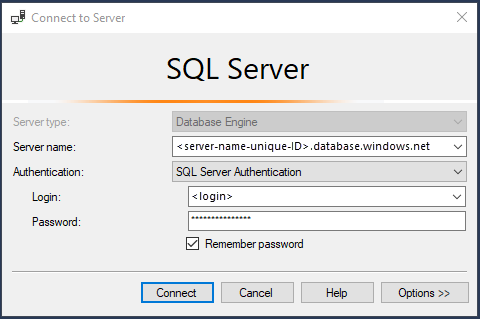 Connect to Server
SQL Server
Server type: Database Engine
Server name: <server-name-unique-ID>.database.windows.net
Authentication: SQL Server Authentication
Login: <login>
Password: ***************
Remember password
Connect Cancel Help Options >>